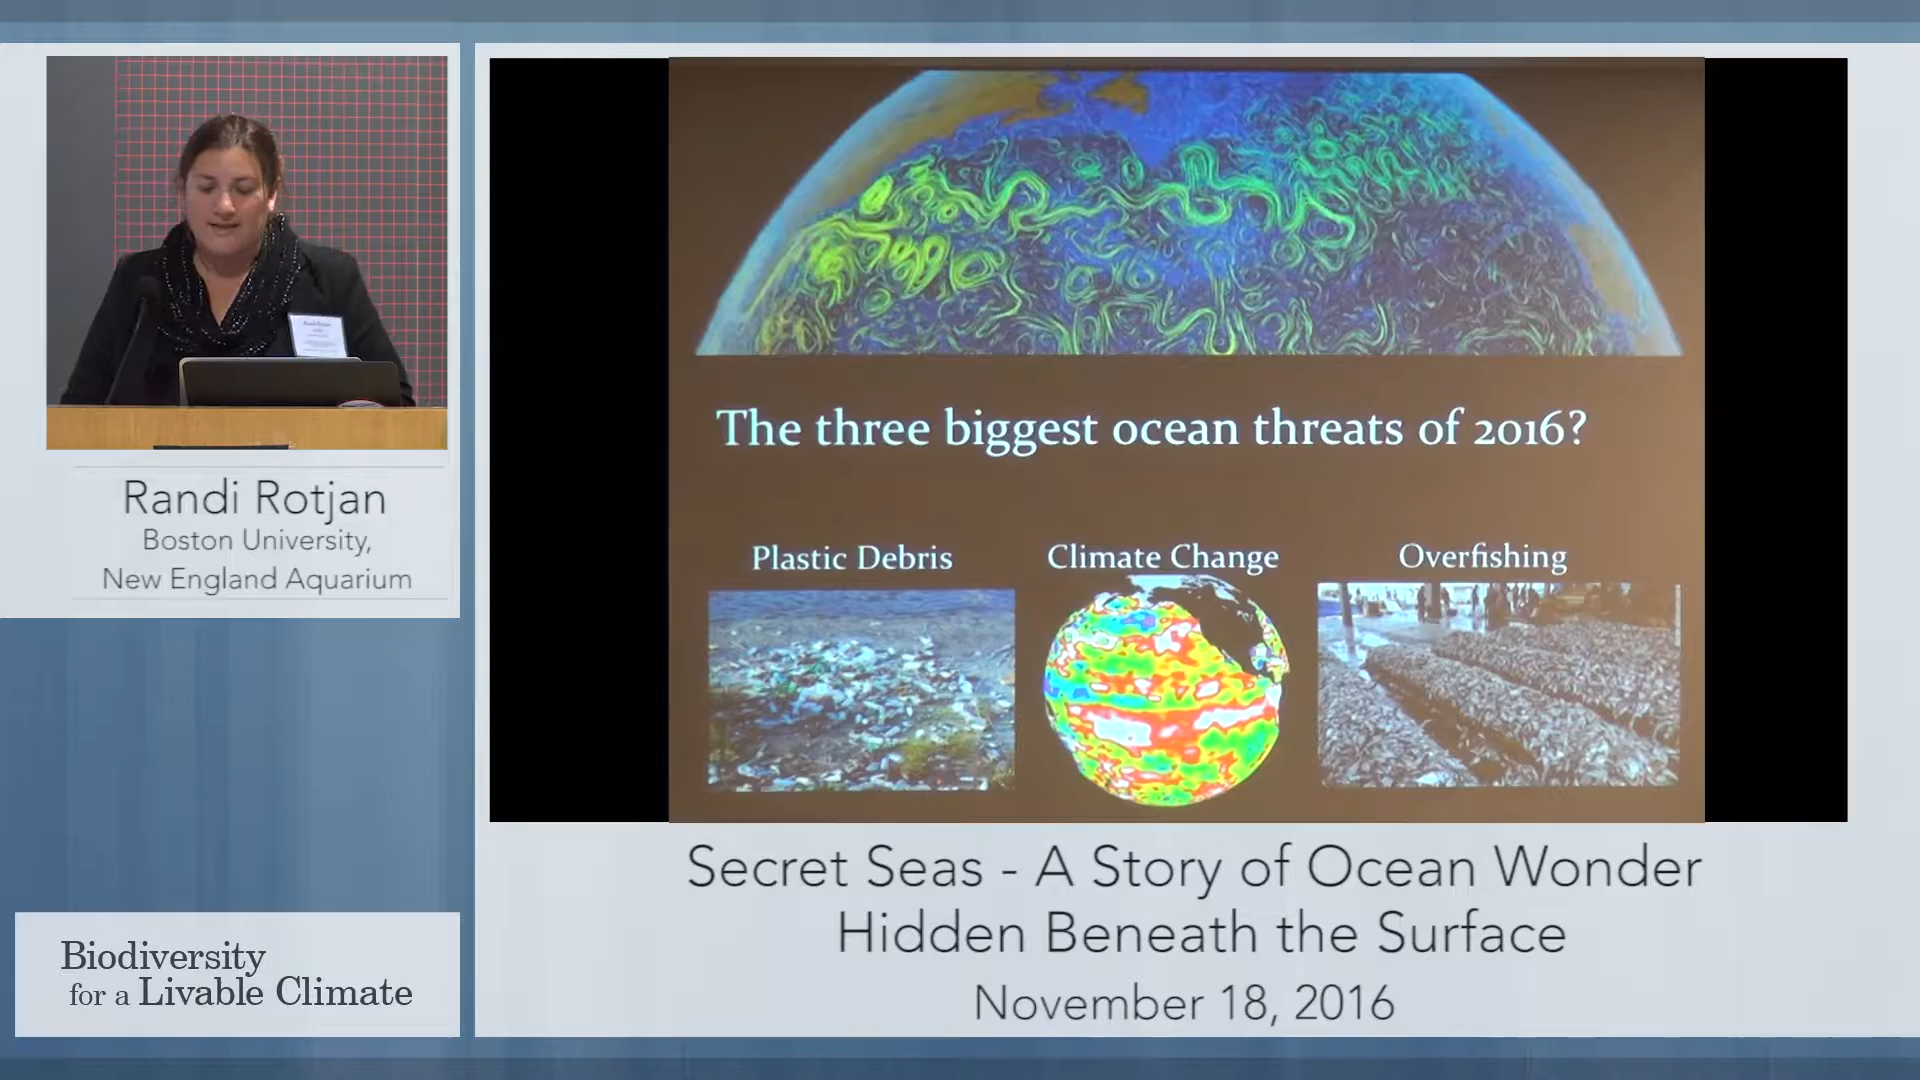 Randi Rotjan
Boston University,
New England Aquarium
The three biggest ocean threats of 2016?
Plastic Debris
Climate Change
Overfishing
Secret Seas - A Story of Ocean Wonder
Hidden Beneath the Surface
November 18, 2016
Biodiversity
for a Livable Climate